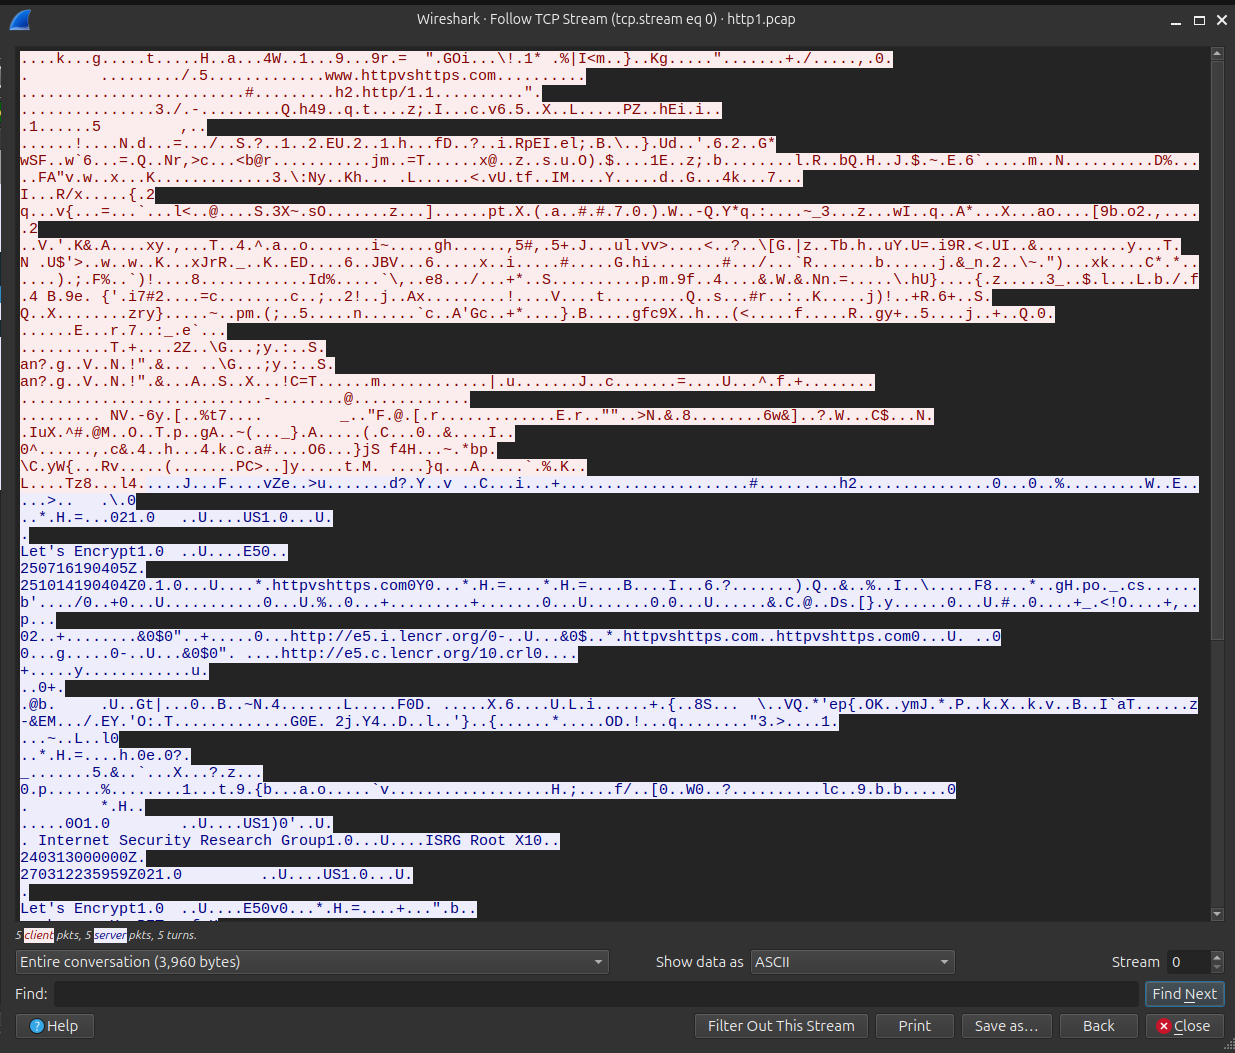 Wireshark · Follow TCP Stream (tcp.stream eq 0) · http1.pcap
....k...g.....t.....H..a...4W..1...9...9r.=  ".GOi...\!.1* .%|I<m..}..Kg.....".......+./.....,.0.
.        ........./.5.............www.httpvshttps.com..........
.........................#.........h2.http/1.1..........".
...............3./.-.........Q.h49..q.t....z;.I...c.v6.5..X..L.....PZ..hEi.i..
.1......5         ,..
......!....N.d...=.../..S.?..1..2.EU.2..1.h...fD..?..i.RpEI.el;.B.\..}.Ud..'.6.2..G*
wSF..w`6...=.Q..Nr,>c...<b@r...........jm..=T......x@..z..s.u.O).$....1E..z;.b........l.R..bQ.H..J.$.~.E.6`.....m..N..........D%...
..FA"v.w..x...K.............3.\:Ny..Kh... .L......<.vU.tf..IM....Y.....d..G...4k...7...
I...R/x.....{.2
q...v{...=...`...l<..@....S.3X~.sO.......z...]......pt.X.(.a..#.#.7.0.).W..-Q.Y*q.:....~_3...z...wI..q..A*...X...ao....[9b.o2.,....
.2
..V.'.K&.A....xy.,...T..4.^.a..o.......i~.....gh......,5#,.5+.J...ul.vv>....<..?..\[G.|z..Tb.h..uY.U=.i9R.<.UI..&..........y...T.
N .U$'>..w..w..K...xJrR._..K..ED....6..JBV...6.......x..i.....#.....G.hi........#.../...`R.......b......j.&_n.2..\~.")...xk....C*.*..
....).;.F%..`)!....8............Id%.....`\,..e8.../...+*..S..........p.m.9f..4....&.W.&.Nn.=.....\.hU}....{.z.....3_..$.l...L.b./.f
.4 B.9e. {'.i7#2....=c........c..;..2!..j..Ax.........!....V....t.........Q..s...#r..:..K.....j)!..+R.6+..S.
Q..X........zry}.....~..pm.(;..5.....n......`c..A'Gc..+*....}.B.....gfc9X..h...(<.....f.....R..gy+..5....j..+..Q.0.
......E...r.7..:_.e`...
..........T.+....2Z..\G...;y.:..S.
an?.g..V..N.!".&... ..\G...;y.:..S.
an?.g..V..N.!".&...A..S..X...!C=T......m............|.u.......J..c.......=....U...^.f.+........
...........................-........@.............
......... NV.-6y.[..%t7....         _.."F.@.[.r.............E.r..""..>N.&.8........6w&]..?.W...C$...N.
.IuX.^#.@M..O..T.p..gA..~(..._}.A.....(.C...0..&....I..
0^......,.c&.4..h...4.k.c.a#....O6...}jS f4H...~.*bp.
\C.yW{...Rv.....(.......PC>..]y.....t.M. ....}q...A.....`.%.K..
L....Tz8...l4.....J...F....vZe..>u.......d?.Y..v ..C...i...+.....................#.........h2...............0...0..%.........W..E..
...>..   .\.0
..*.H.=...021.0   ..U....US1.0...U.
.
Let's Encrypt1.0  ..U....E50..
250716190405Z.
251014190404Z0.1.0...U....*.httpvshttps.com0Y0...*.H.=....*.H.=....B....I...6.?.......).Q..&..%..I..\.....F8....*..gH.po._.cs......
b'..../0..+0...U...........0...U.%..0...+.........+.......0...U.......0.0...U......&.C.@..Ds.[}.y......0...U.#..0....+_.<!O....+,..
p...
02..+........&0$0"..+.....0...http://e5.i.lencr.org/0-..U...&0$..*.httpvshttps.com..httpvshttps.com0...U. ..0
0...g.....0-..U...&0$0". ....http://e5.c.lencr.org/10.crl0....
+.....y............u.
..0+.
.@b.     .U..Gt|...0..B..~N.4.......L.....F0D. .....X.6....U.L.i......+.{..8S...  \..VQ.*'ep{.OK..ymJ.*.P..k.X..k.v..B..I`aT......z
-&EM.../.EY.'O:.T.............G0E. 2j.Y4..D..l..'}..{......*.....OD.!...q........"3.>....1.
...~..L..l0
..*.H.=....h.0e.0?.
_.......5.&..`...X...?.z...
0.p......%........1...t.9.{b...a.o.....`v..................H.;....f/..[0..W0..?..........lc..9.b.b.....0
.        *.H..
.....0O1.0        ..U....US1)0'..U.
. Internet Security Research Group1.0...U....ISRG Root X10..
240313000000Z.
270312235959Z021.0         ..U....US1.0...U.
.
Let's Encrypt1.0  ..U....E50v0...*.H.=....+...".b..
5 client pkts, 5 server pkts, 5 turns.
Entire conversation (3,960 bytes)
Show data as
ASCII
Stream
0
Find:
Find Next
Help
Filter Out This Stream
Print
Save as…
Back
Close